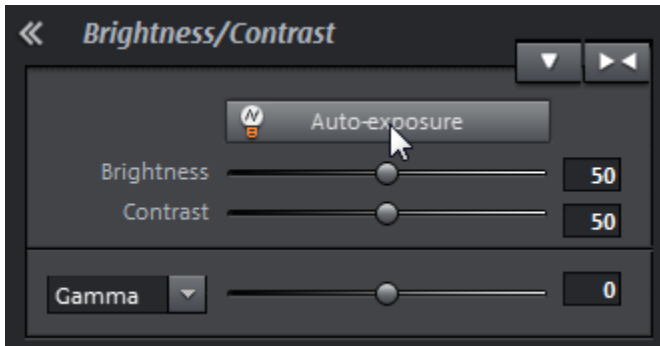 Brightness/Contrast
Auto-exposure
Brightness 50
Contrast 50
Gamma 0